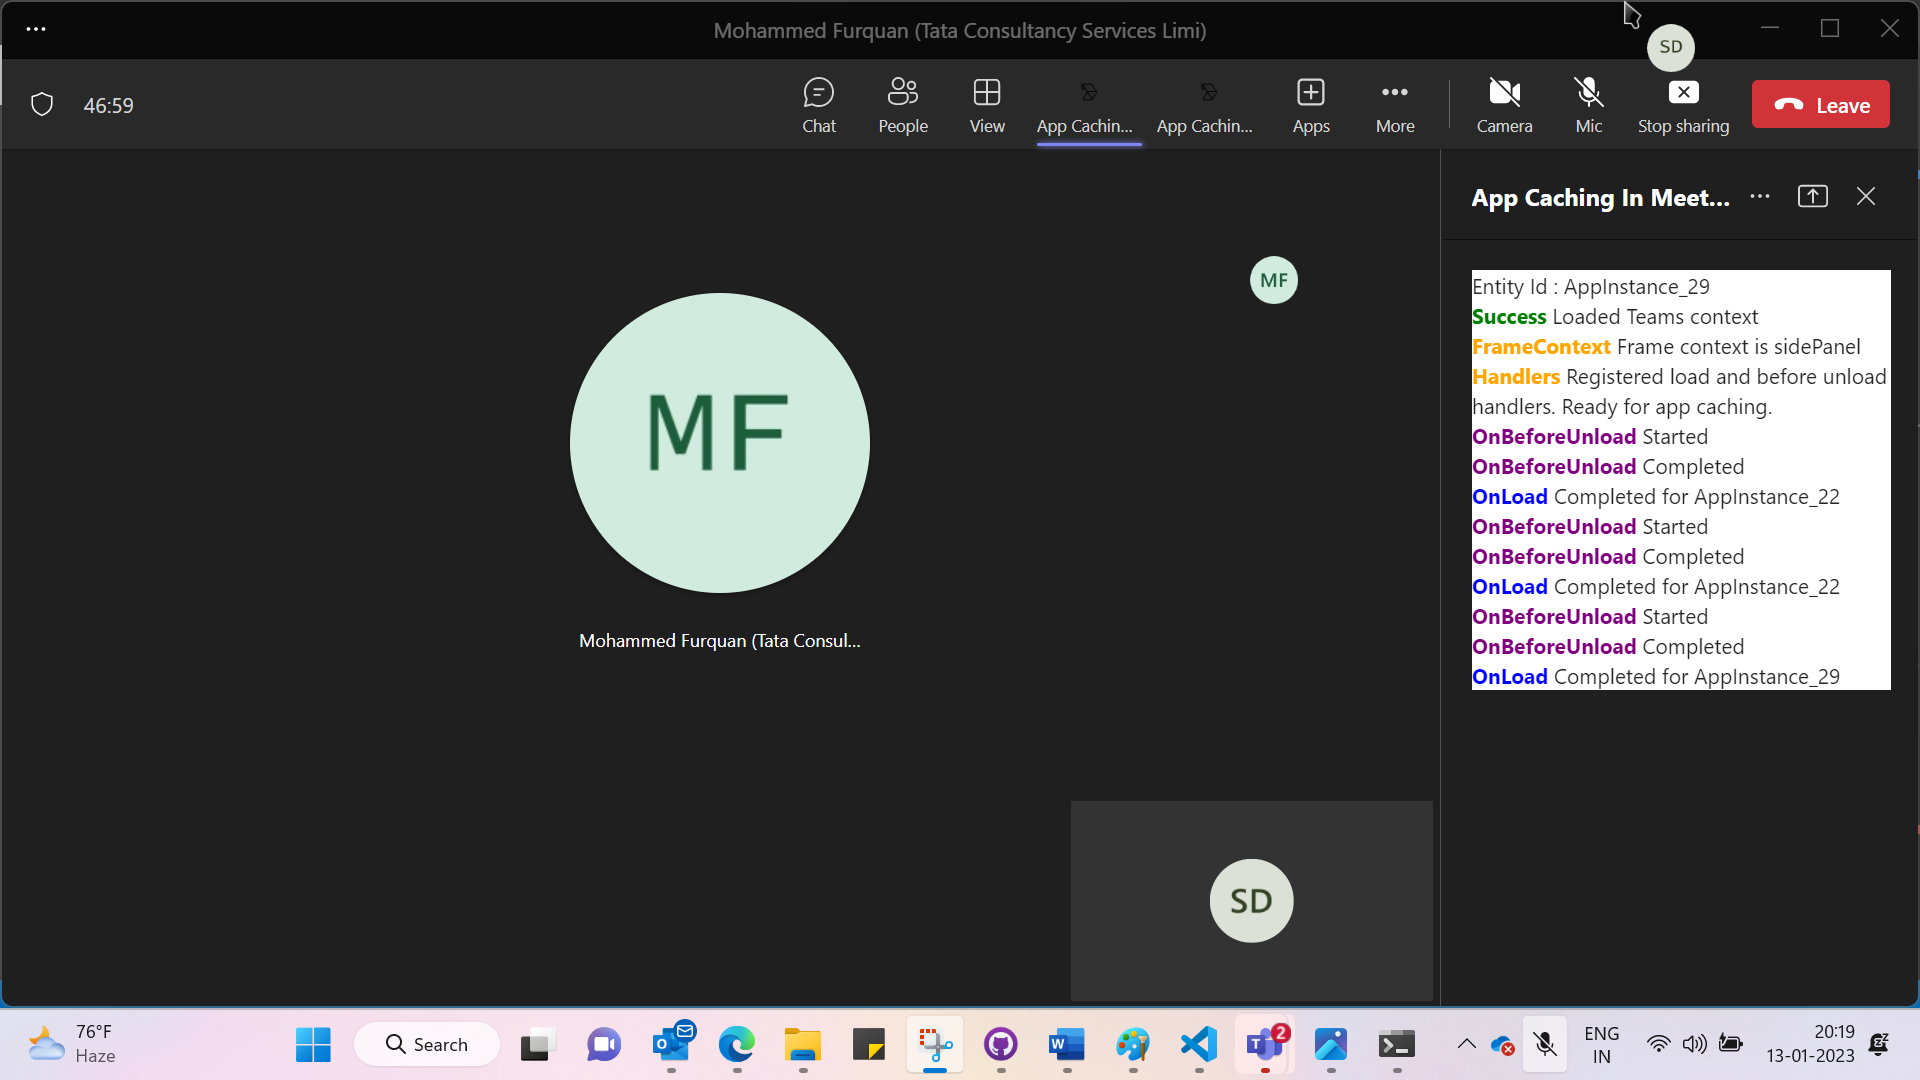 Mohammed Furquan (Tata Consultancy Services Limi)
SD
46:59
Chat
People
View
App Cachin...
App Cachin...
Apps
More
Camera
Mic
Stop sharing
Leave
App Caching In Meet...
MF
MF
Mohammed Furquan (Tata Consul...
SD
Entity Id : AppInstance_29
Success Loaded Teams context
FrameContext Frame context is sidePanel
Handlers Registered load and before unload
handlers. Ready for app caching.
OnBeforeUnload Started
OnBeforeUnload Completed
OnLoad Completed for AppInstance_22
OnBeforeUnload Started
OnBeforeUnload Completed
OnLoad Completed for AppInstance_22
OnBeforeUnload Started
OnBeforeUnload Completed
OnLoad Completed for AppInstance_29
76°F
Haze
Search
2
ENG
IN
20:19
13-01-2023